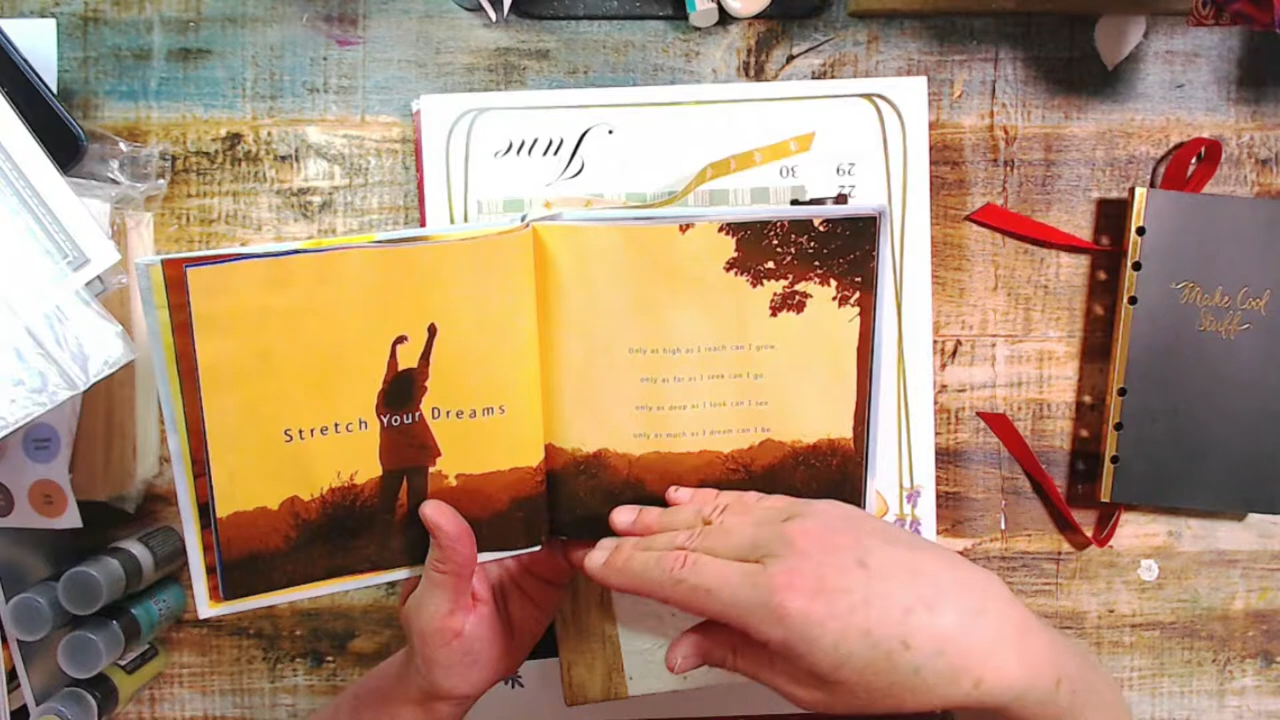 June
29
30
22
Stretch Your Dreams
Only as high as I reach can I grow,
only as far as I seek can I go,
only as deep as I look can I see,
only as much as I dream can I be.
Make Cool
Stuff